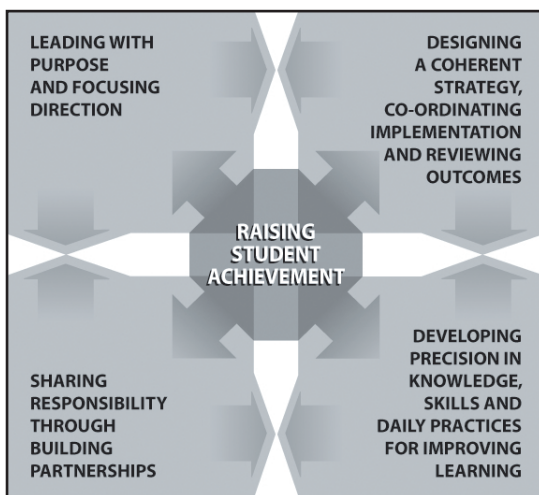 LEADING WITH
PURPOSE
AND FOCUSING
DIRECTION
DESIGNING
A COHERENT
STRATEGY,
CO-ORDINATING
IMPLEMENTATION
AND REVIEWING
OUTCOMES
RAISING
STUDENT
ACHIEVEMENT
SHARING
RESPONSIBILITY
THROUGH
BUILDING
PARTNERSHIPS
DEVELOPING
PRECISION IN
KNOWLEDGE,
SKILLS AND
DAILY PRACTICES
FOR IMPROVING
LEARNING